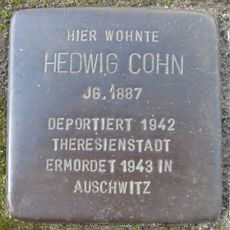 HIER WOHNTE
HEDWIG COHN
JG. 1887
DEPORTIERT 1942
THERESIENSTADT
ERMORDET 1943 IN
AUSCHWITZ